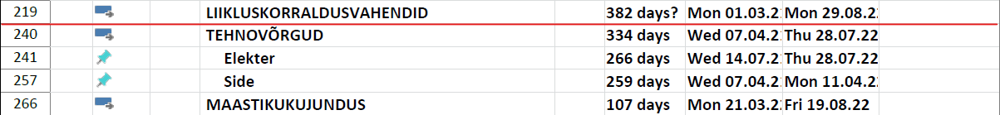 219 LIIKLUSKORRALDUSVAHENDID 382 days? Mon 01.03.2 Mon 29.08.2
240 TEHNOVÕRGUD 334 days Wed 07.04.2 Thu 28.07.22
241 Elekter 266 days Wed 14.07.2 Thu 28.07.22
257 Side 259 days Wed 07.04.2 Mon 11.04.2
266 MAASTIKUKUJUNDUS 107 days Mon 21.03.2 Fri 19.08.22